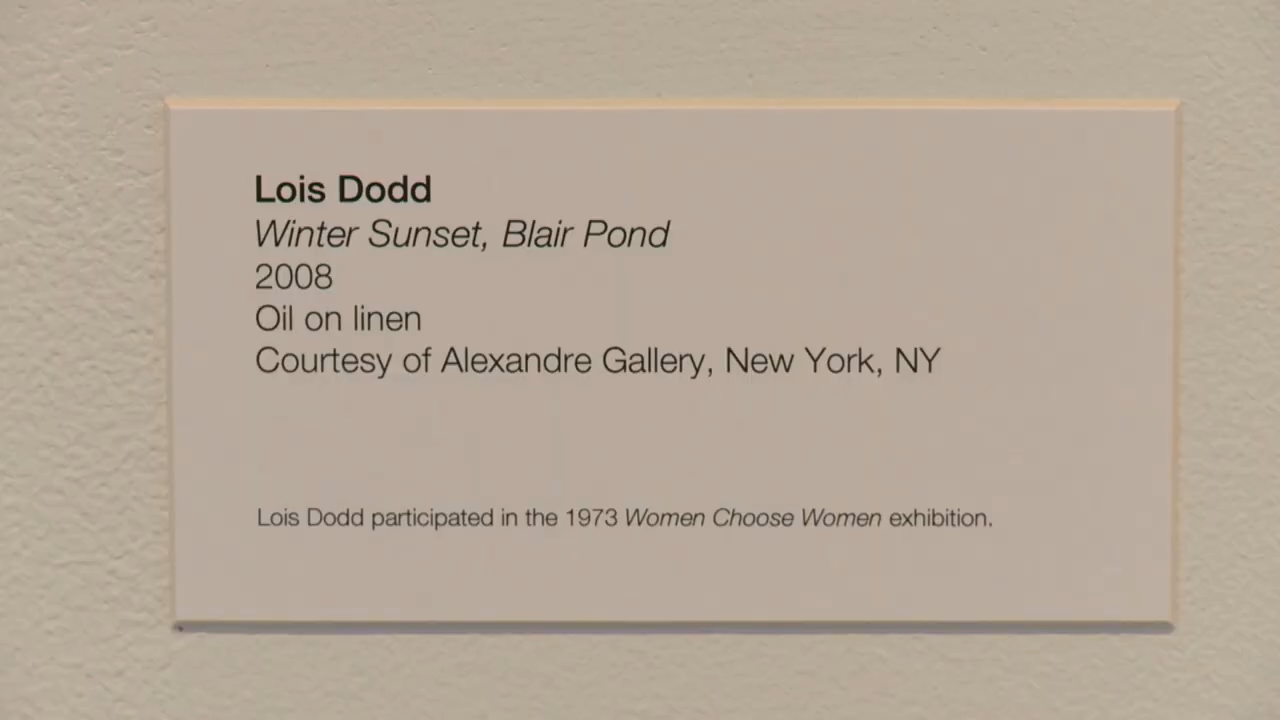 Lois Dodd
Winter Sunset, Blair Pond
2008
Oil on linen
Courtesy of Alexandre Gallery, New York, NY
Lois Dodd participated in the 1973 Women Choose Women exhibition.